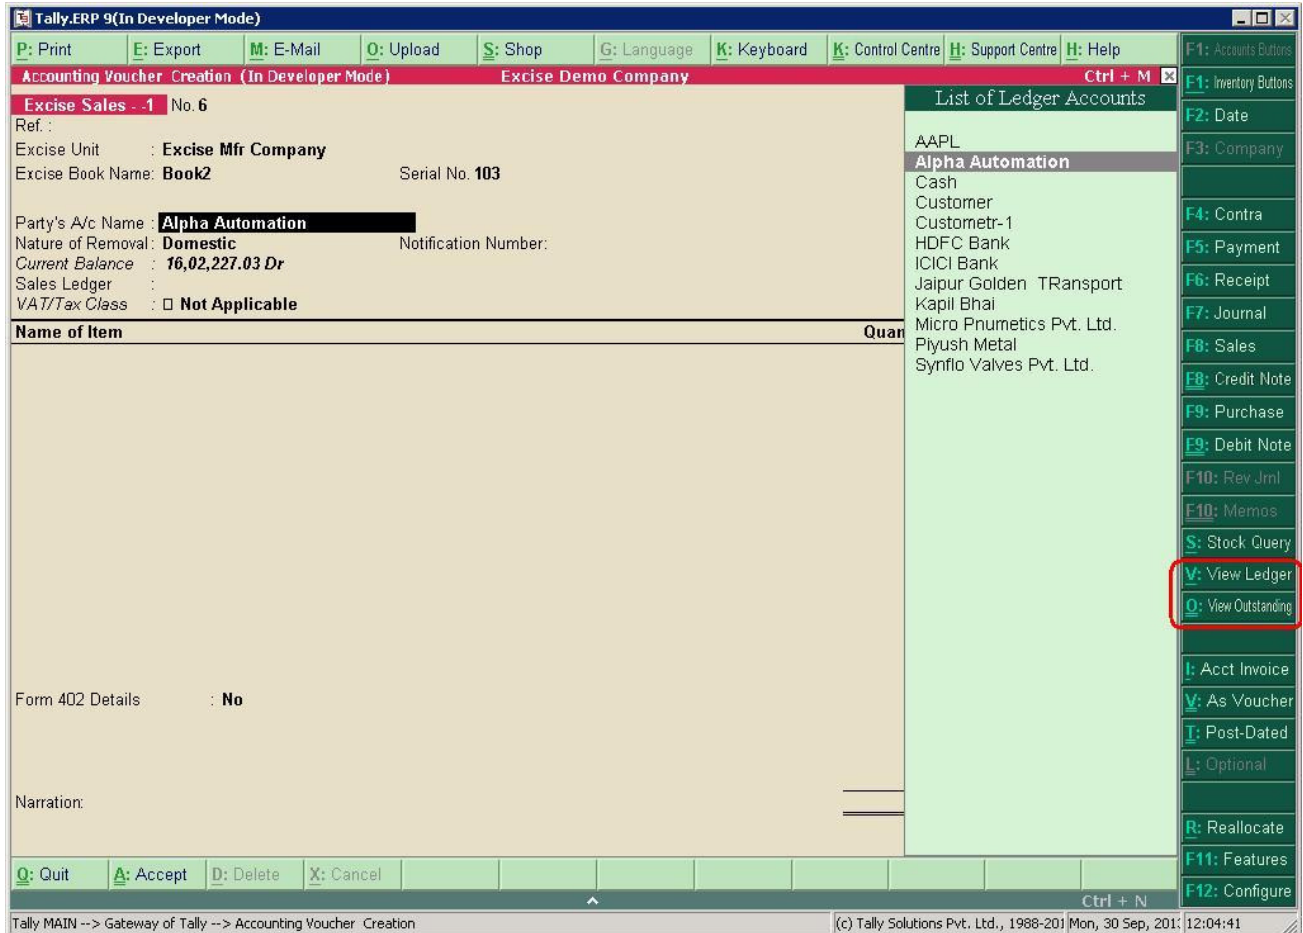 Tally.ERP 9(In Developer Mode)
P: Print E: Export M: E-Mail O: Upload S: Shop G: Language K: Keyboard K: Control Centre H: Support Centre H: Help
Accounting Voucher Creation (In Developer Mode) Excise Demo Company Ctrl + M
Excise Sales - -1 No. 6
Ref. :
Excise Unit : Excise Mfr Company
Excise Book Name: Book2 Serial No. 103
Party's A/c Name : Alpha Automation
Nature of Removal : Domestic Notification Number:
Current Balance : 16,02,227.03 Dr
Sales Ledger :
VAT/Tax Class : Not Applicable
Name of Item Quan
Form 402 Details : No
Narration:
List of Ledger Accounts
AAPL
Alpha Automation
Cash
Customer
Custometr-1
HDFC Bank
ICICI Bank
Jaipur Golden TRansport
Kapil Bhai
Micro Pnumetics Pvt. Ltd.
Piyush Metal
Synflo Valves Pvt. Ltd.
F1: Accounts Buttons
F1: Inventory Buttons
F2: Date
F3: Company
F4: Contra
F5: Payment
F6: Receipt
F7: Journal
F8: Sales
F8: Credit Note
F9: Purchase
F9: Debit Note
F10: Rev Jrnl
F10: Memos
S: Stock Query
V: View Ledger
O: View Outstanding
I: Acct Invoice
V: As Voucher
T: Post-Dated
L: Optional
R: Reallocate
F11: Features
F12: Configure
Q: Quit A: Accept D: Delete X: Cancel
Ctrl + N
Tally MAIN --> Gateway of Tally --> Accounting Voucher Creation (c) Tally Solutions Pvt. Ltd., 1988-201 Mon, 30 Sep, 201 12:04:41